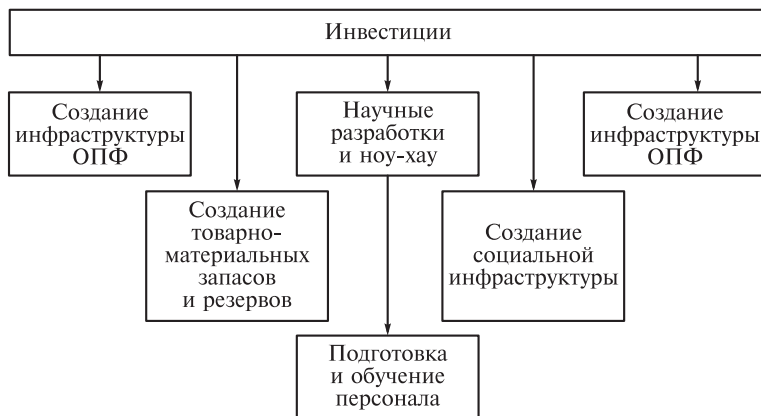 Инвестиции
Создание
инфраструктуры
ОПФ
Научные
разработки
и ноу-хау
Создание
инфраструктуры
ОПФ
Создание
товарно-
материальных
запасов
и резервов
Создание
социальной
инфраструктуры
Подготовка
и обучение
персонала